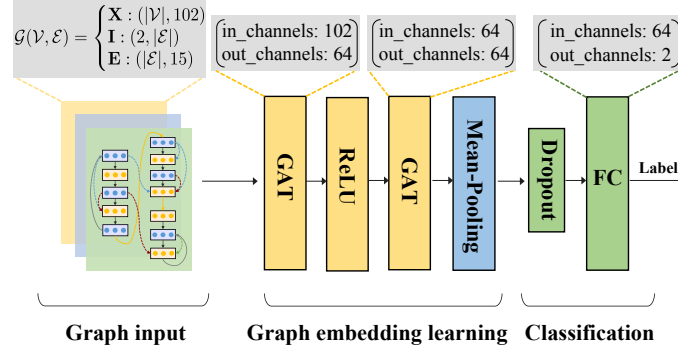 𝒢(𝒱, ℰ) = { X : (|𝒱|, 102)
I : (2, |ℰ|)
E : (|ℰ|, 15)
in_channels: 102
out_channels: 64
in_channels: 64
out_channels: 64
in_channels: 64
out_channels: 2
GAT
ReLU
GAT
Mean-Pooling
Dropout
FC
Label
Graph input
Graph embedding learning
Classification